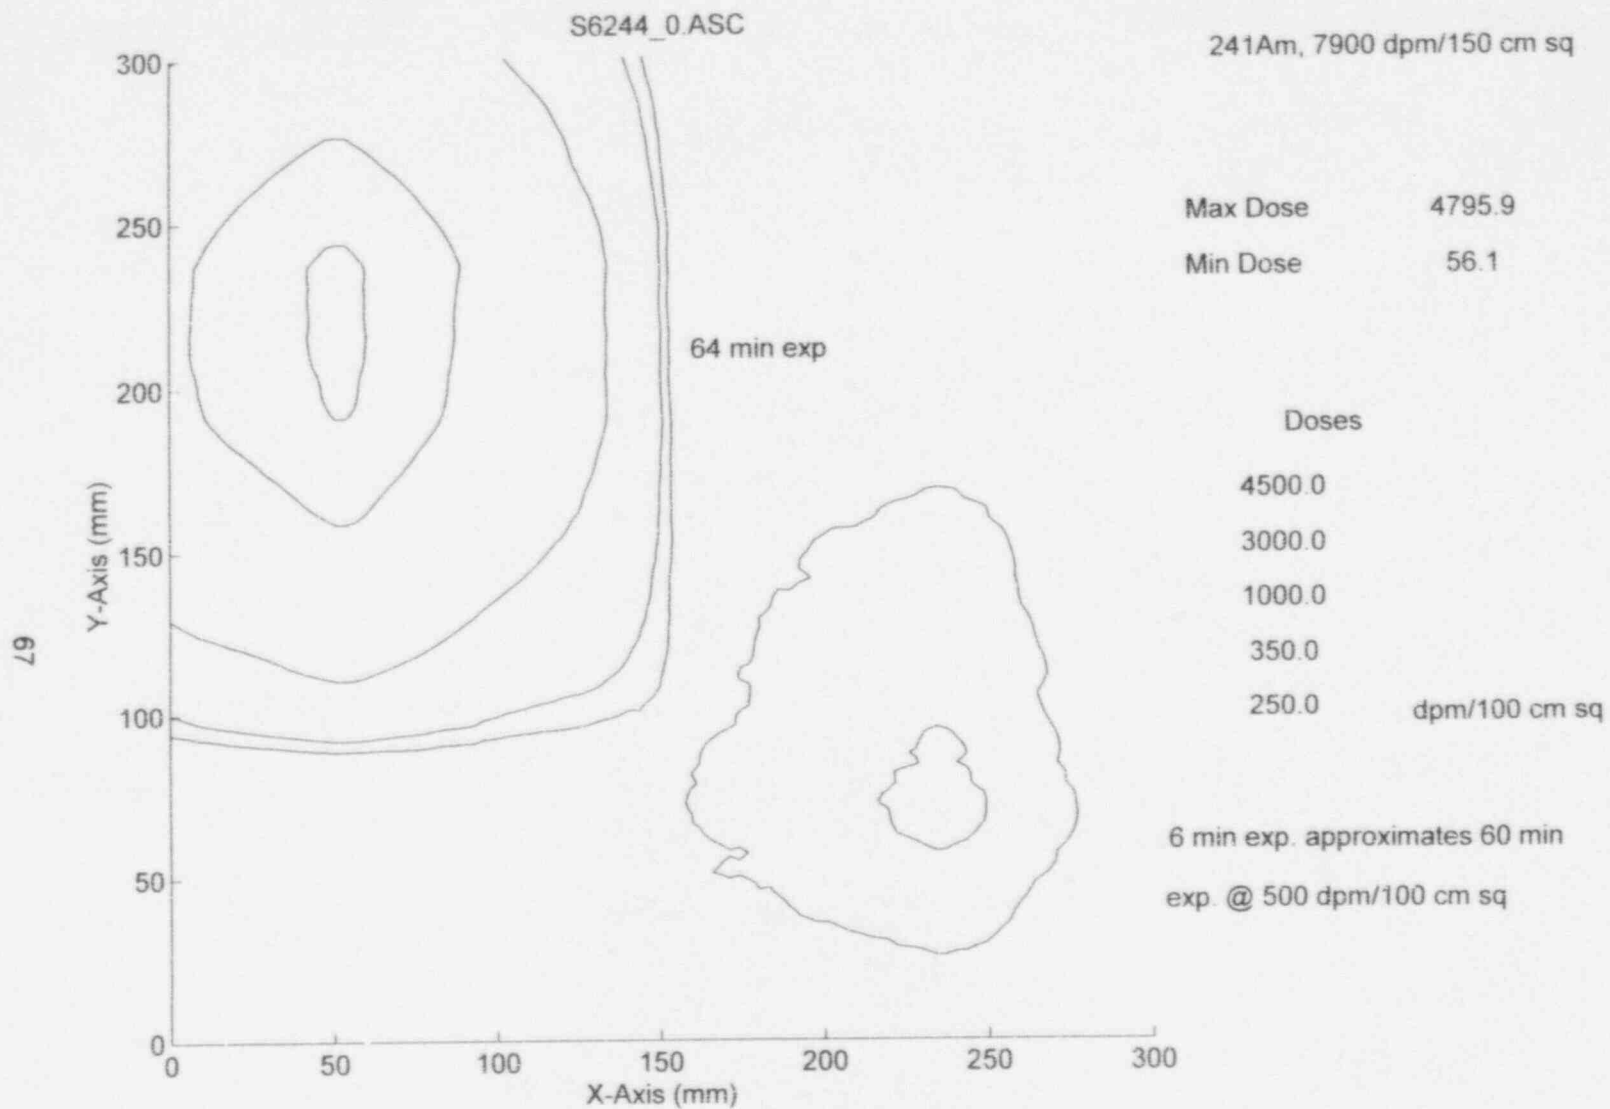 S6244_0.ASC
241Am, 7900 dpm/150 cm sq
300
250
200
150
100
50
0
Y-Axis (mm)
0 50 100 150 200 250 300
X-Axis (mm)
64 min exp
Max Dose 4795.9
Min Dose 56.1
Doses
4500.0
3000.0
1000.0
350.0
250.0 dpm/100 cm sq
6 min exp. approximates 60 min
exp. @ 500 dpm/100 cm sq
67